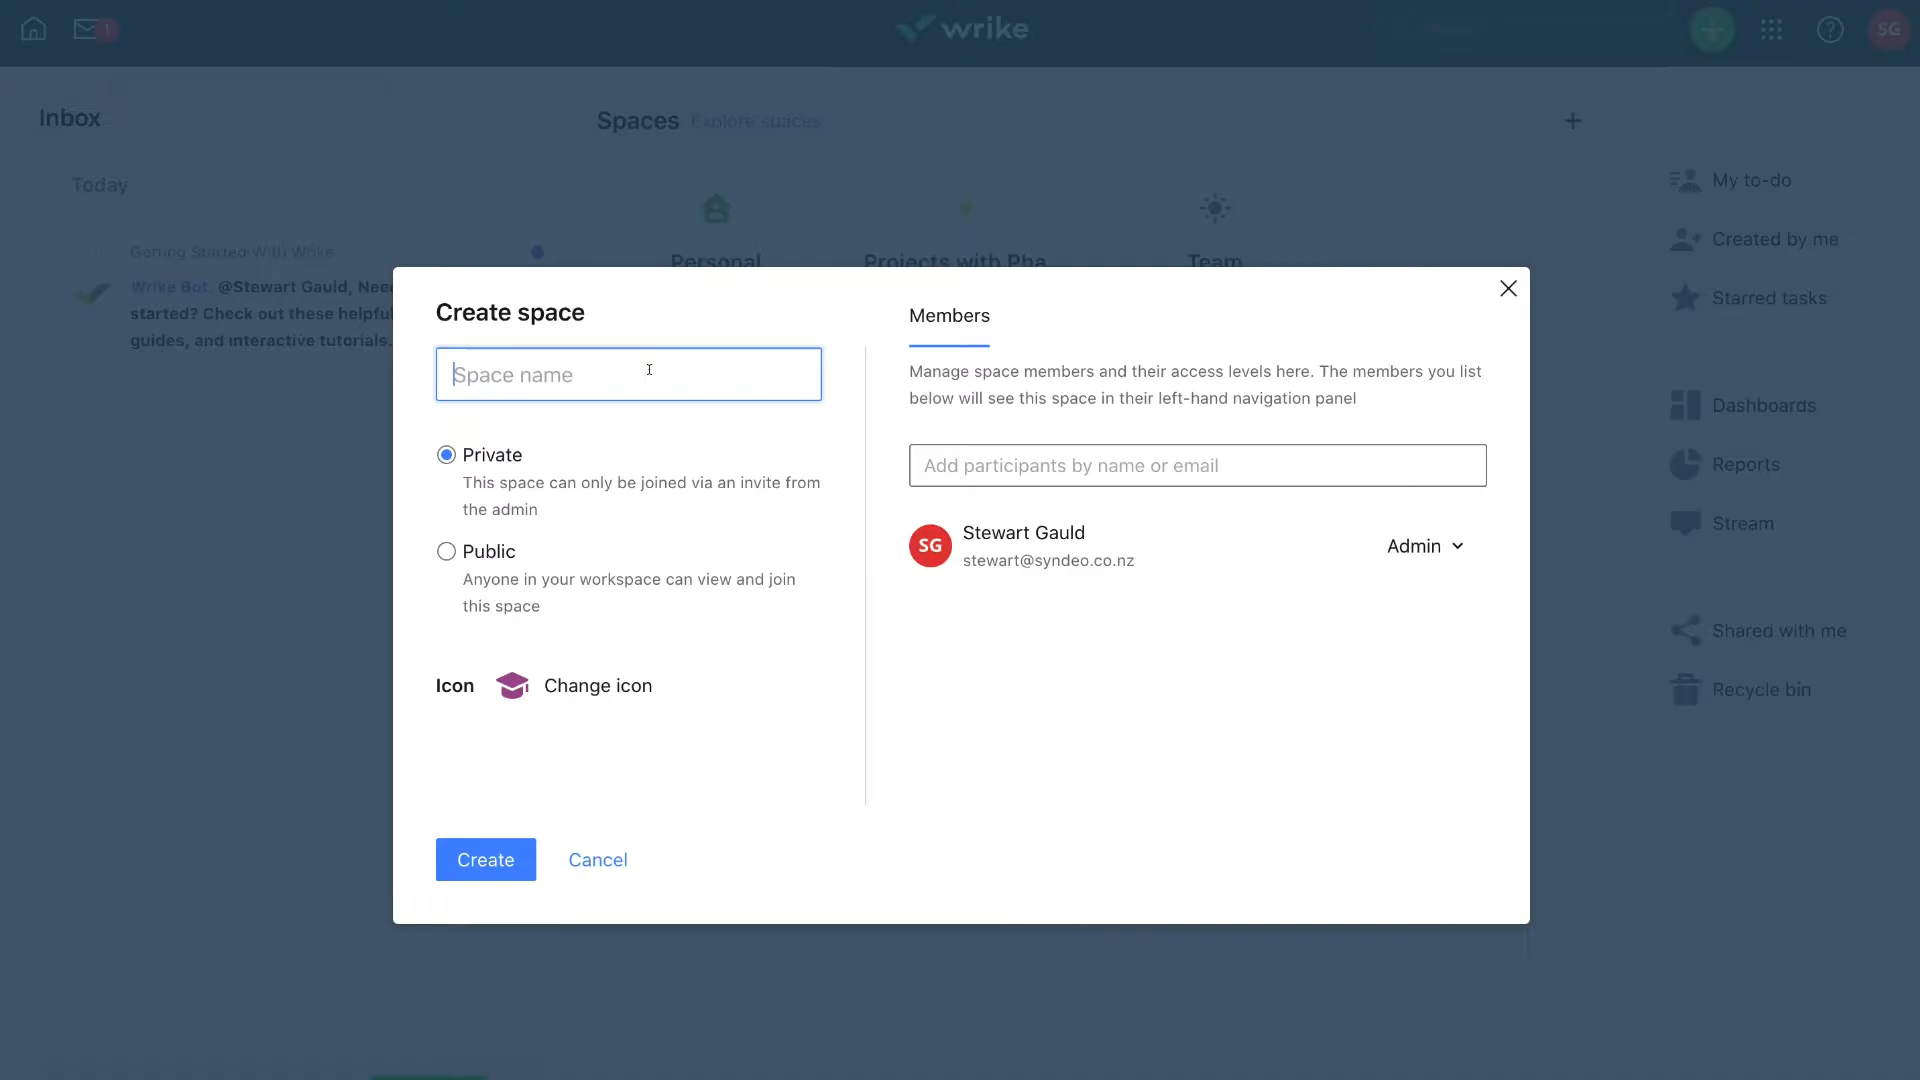 1
wrike
SG
Inbox
Spaces Explore spaces
Today
Getting Started With Wrike
Wrike Bot. @Stewart Gauld, Need
started? Check out these helpful
guides, and interactive tutorials.
Personal
Projects with Pha
Team
My to-do
Created by me
Starred tasks
Dashboards
Reports
Stream
Shared with me
Recycle bin
Create space
Space name
Private
This space can only be joined via an invite from
the admin
Public
Anyone in your workspace can view and join
this space
Icon Change icon
Create Cancel
Members
Manage space members and their access levels here. The members you list
below will see this space in their left-hand navigation panel
Add participants by name or email
SG
Stewart Gauld
stewart@syndeo.co.nz
Admin